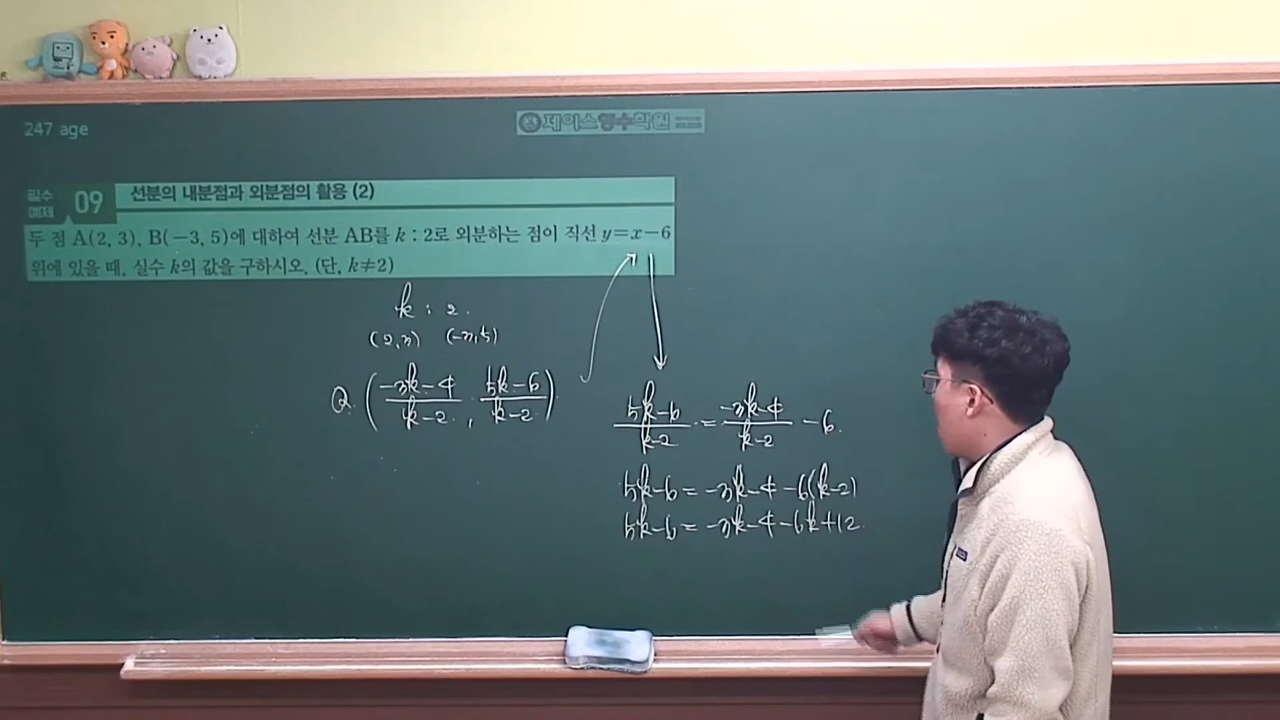 247 age
제이스영수학원
필수 예제 09 선분의 내분점과 외분점의 활용 (2)
두 점 A(2, 3), B(−3, 5)에 대하여 선분 AB를 k : 2로 외분하는 점이 직선 y=x−6
위에 있을 때, 실수 k의 값을 구하시오. (단, k≠2)
k : 2.
(2,3) (-3,5)
Q. ( (-3k-4)/(k-2) , (5k-6)/(k-2) )
(5k-6)/(k-2) = (-3k-4)/(k-2) - 6.
5k-6 = -3k-4-6(k-2)
5k-6 = -3k-4-6k+12.